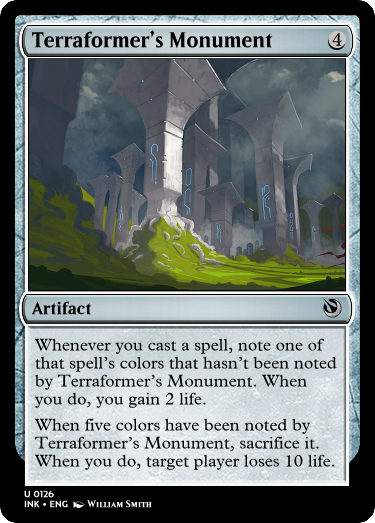 Terraformer's Monument 4
Artifact
Whenever you cast a spell, note one of
that spell's colors that hasn't been noted
by Terraformer's Monument. When
you do, you gain 2 life.
When five colors have been noted by
Terraformer's Monument, sacrifice it.
When you do, target player loses 10 life.
U 0126
INK • ENG WILLIAM SMITH